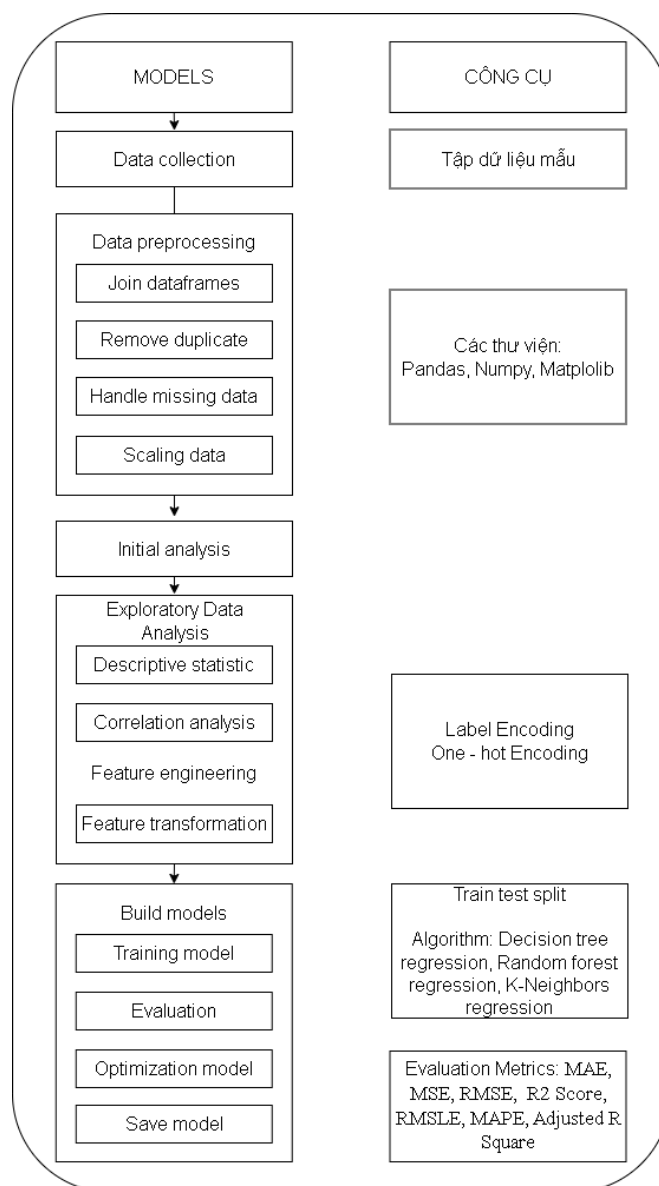 MODELS
CÔNG CỤ
Data collection
Tập dữ liệu mẫu
Data preprocessing
Join dataframes
Remove duplicate
Handle missing data
Scaling data
Các thư viện:
Pandas, Numpy, Matplolib
Initial analysis
Exploratory Data
Analysis
Descriptive statistic
Correlation analysis
Feature engineering
Feature transformation
Label Encoding
One - hot Encoding
Build models
Training model
Evaluation
Optimization model
Save model
Train test split
Algorithm: Decision tree
regression, Random forest
regression, K-Neighbors
regression
Evaluation Metrics: MAE,
MSE, RMSE, R2 Score,
RMSLE, MAPE, Adjusted R
Square